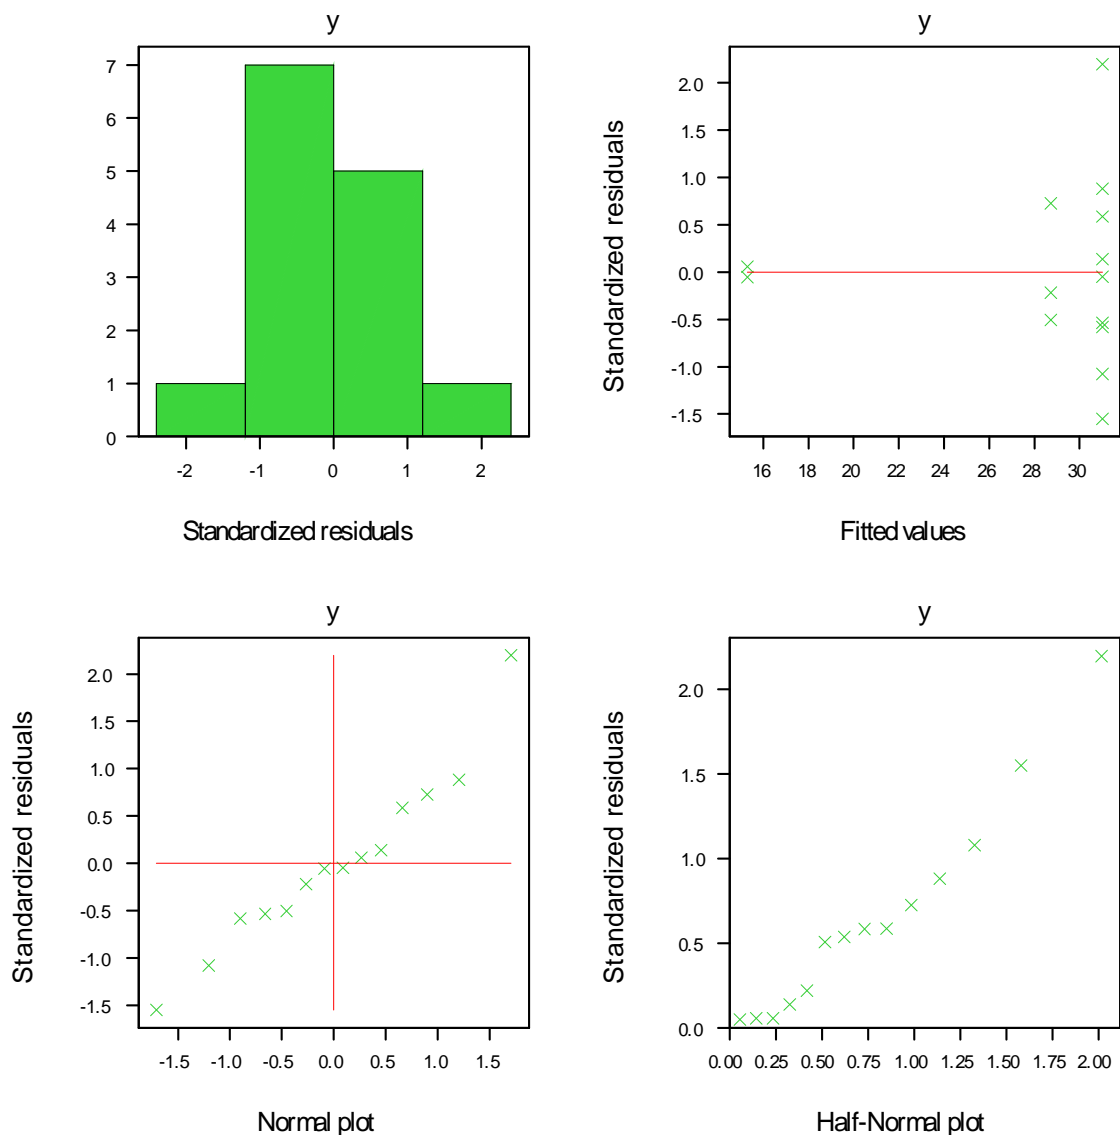 y
7
6
5
4
3
2
1
0
-2 -1 0 1 2
Standardized residuals
y
Standardized residuals
2.0
1.5
1.0
0.5
0.0
-0.5
-1.0
-1.5
16 18 20 22 24 26 28 30
Fitted values
y
Standardized residuals
2.0
1.5
1.0
0.5
0.0
-0.5
-1.0
-1.5
-1.5 -1.0 -0.5 0.0 0.5 1.0 1.5
Normal plot
y
Standardized residuals
2.0
1.5
1.0
0.5
0.0
0.00 0.25 0.50 0.75 1.00 1.25 1.50 1.75 2.00
Half-Normal plot